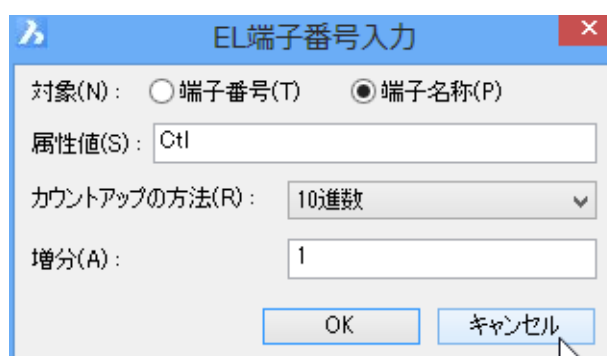 EL端子番号入力
対象(N): 端子番号(T) 端子名称(P)
属性値(S): Ctl
カウントアップの方法(R): 10進数
増分(A): 1
OK キャンセル